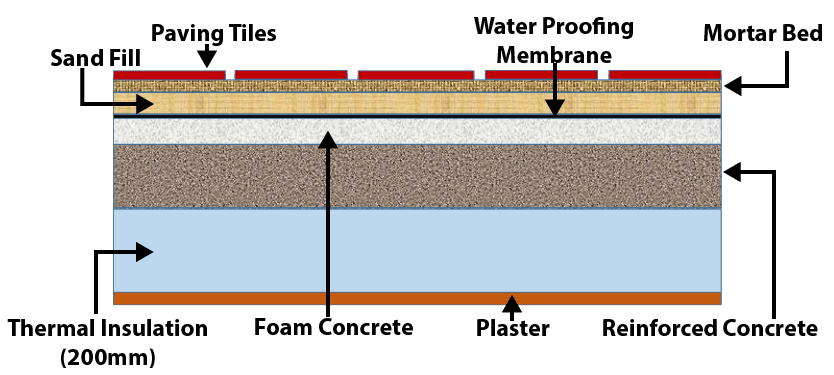 Paving Tiles
Water Proofing
Membrane
Mortar Bed
Sand Fill
Thermal Insulation
(200mm)
Foam Concrete
Plaster
Reinforced Concrete